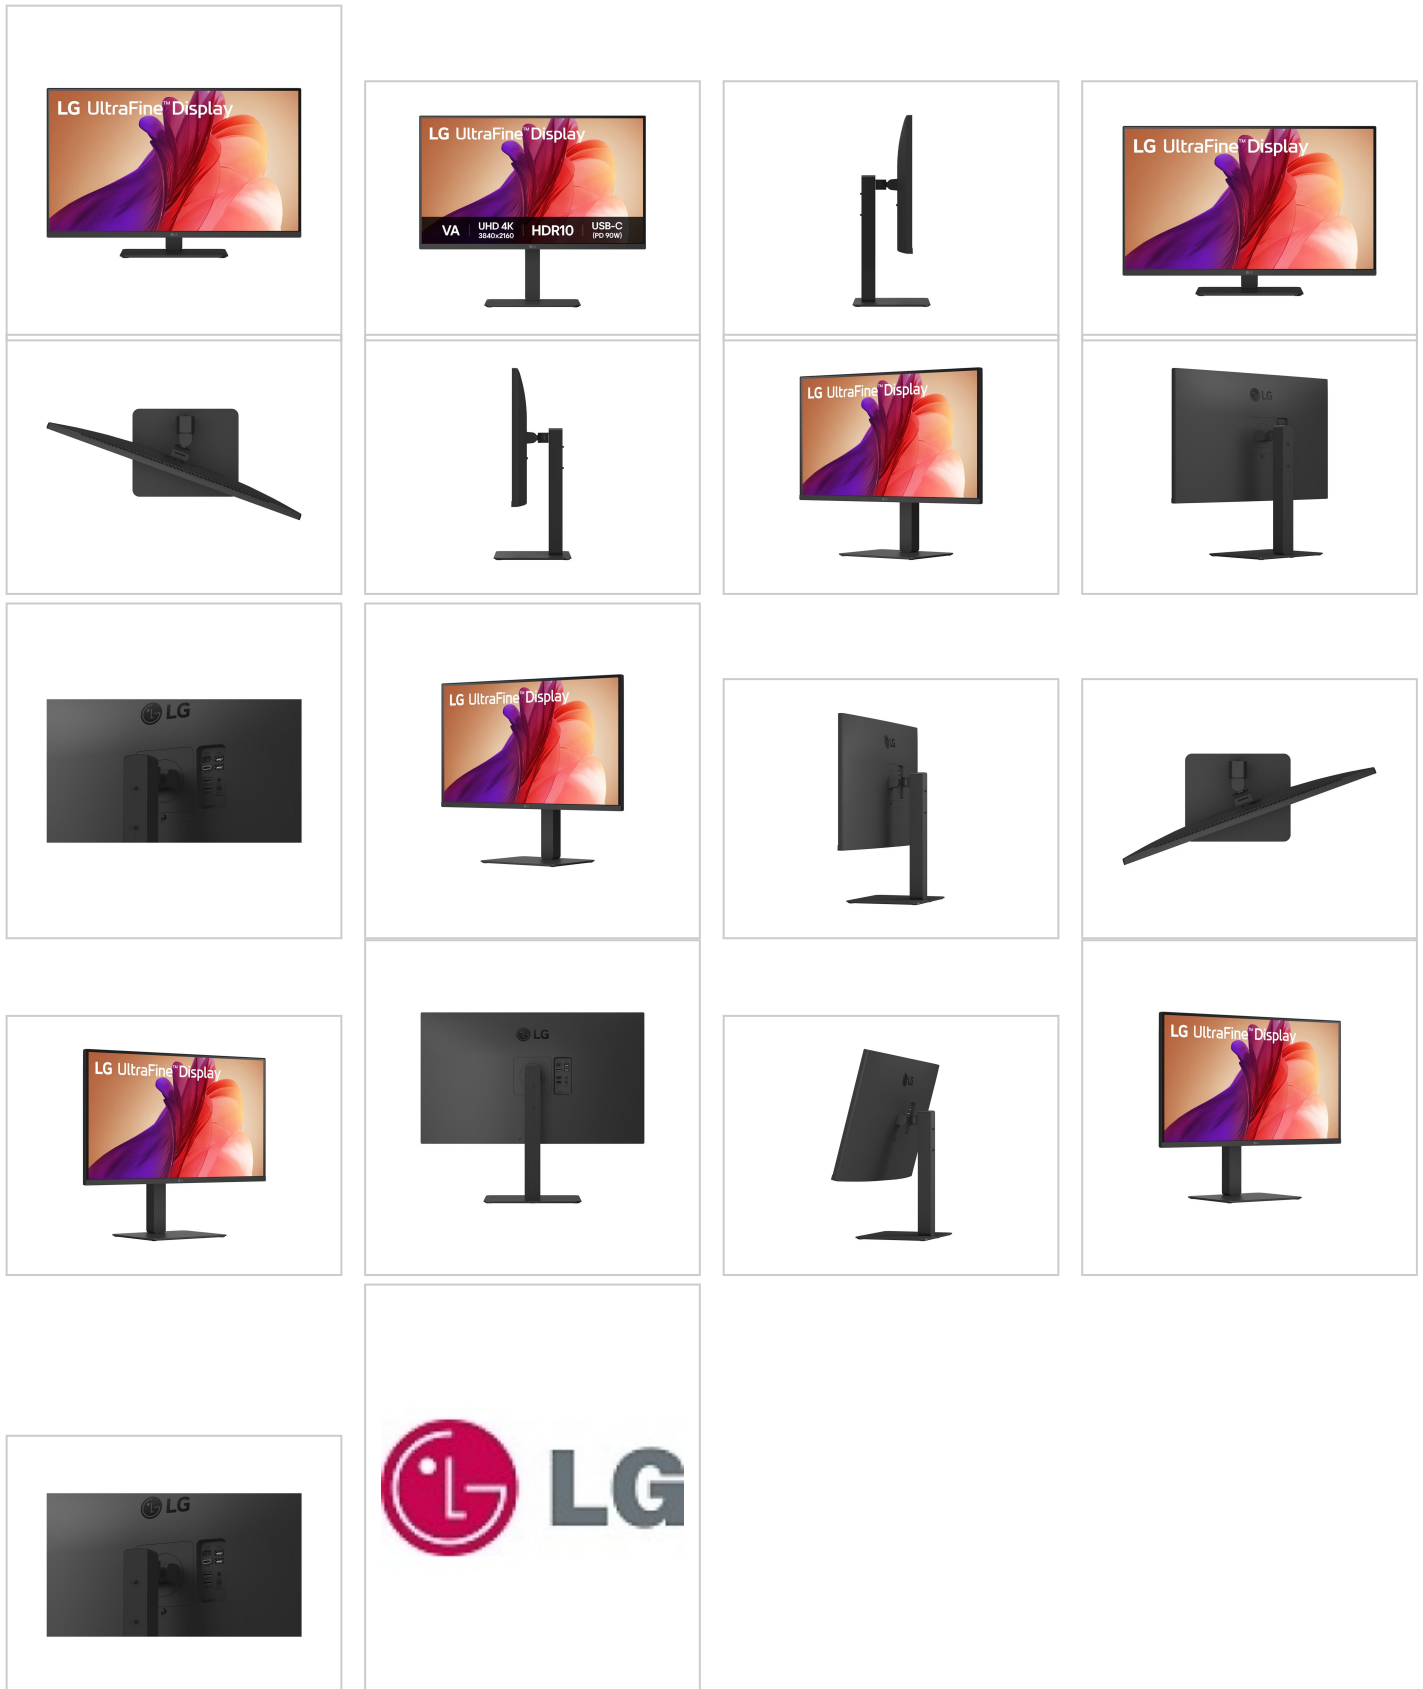 LG UltraFine™ Display
LG UltraFine™ Display
VA UHD 4K 3840x2160 HDR10 USB-C (PD 90W)
LG UltraFine™ Display
LG UltraFine™ Display
LG
LG
LG UltraFine™ Display
LG
LG UltraFine™ Display
LG
LG
LG UltraFine™ Display
LG
LG